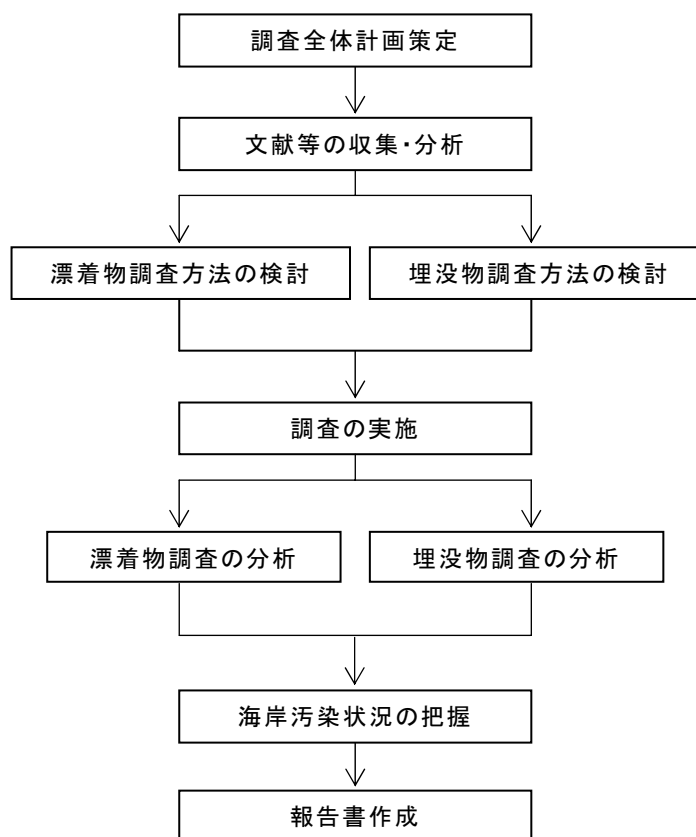 調査全体計画策定
文献等の収集・分析
漂着物調査方法の検討
埋没物調査方法の検討
調査の実施
漂着物調査の分析
埋没物調査の分析
海岸汚染状況の把握
報告書作成